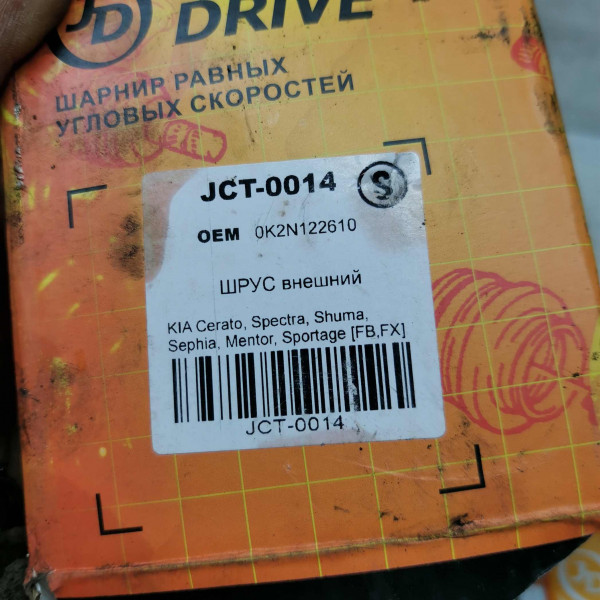 JD DRIVE
ШАРНИР РАВНЫХ
УГЛОВЫХ СКОРОСТЕЙ
JCT-0014 S
OEM 0K2N122610
ШРУС внешний
KIA Cerato, Spectra, Shuma,
Sephia, Mentor, Sportage [FB,FX]
JCT-0014
JD